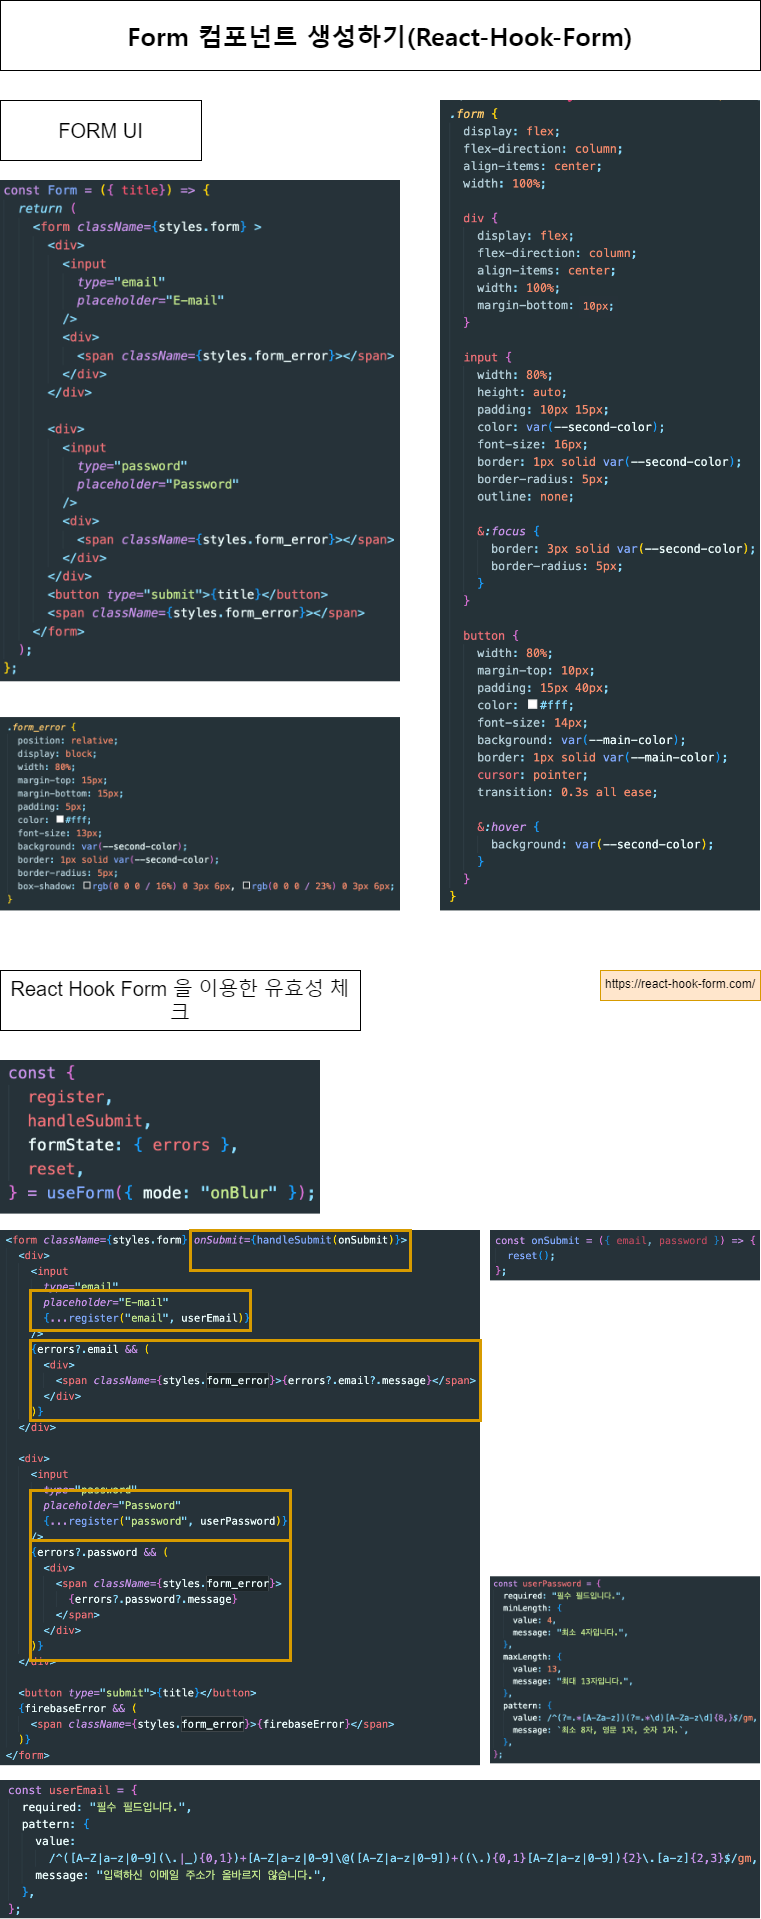 Form 컴포넌트 생성하기(React-Hook-Form)
FORM UI
const Form = ({ title}) => {
  return (
    <form className={styles.form} >
      <div>
        <input
          type="email"
          placeholder="E-mail"
        />
        <div>
          <span className={styles.form_error}></span>
        </div>
      </div>

      <div>
        <input
          type="password"
          placeholder="Password"
        />
        <div>
          <span className={styles.form_error}></span>
        </div>
      </div>
      <button type="submit">{title}</button>
      <span className={styles.form_error}></span>
    </form>
  );
};
.form_error {
  position: relative;
  display: block;
  width: 80%;
  margin-top: 15px;
  margin-bottom: 15px;
  padding: 5px;
  color: #fff;
  font-size: 13px;
  background: var(--second-color);
  border: 1px solid var(--second-color);
  border-radius: 5px;
  box-shadow: rgb(0 0 0 / 16%) 0 3px 6px, rgb(0 0 0 / 23%) 0 3px 6px;
}
.form {
  display: flex;
  flex-direction: column;
  align-items: center;
  width: 100%;

  div {
    display: flex;
    flex-direction: column;
    align-items: center;
    width: 100%;
    margin-bottom: 10px;
  }

  input {
    width: 80%;
    height: auto;
    padding: 10px 15px;
    color: var(--second-color);
    font-size: 16px;
    border: 1px solid var(--second-color);
    border-radius: 5px;
    outline: none;

    &:focus {
      border: 3px solid var(--second-color);
      border-radius: 5px;
    }
  }

  button {
    width: 80%;
    margin-top: 10px;
    padding: 15px 40px;
    color: #fff;
    font-size: 14px;
    background: var(--main-color);
    border: 1px solid var(--main-color);
    cursor: pointer;
    transition: 0.3s all ease;

    &:hover {
      background: var(--second-color);
    }
  }
}
React Hook Form 을 이용한 유효성 체
크
https://react-hook-form.com/
const {
  register,
  handleSubmit,
  formState: { errors },
  reset,
} = useForm({ mode: "onBlur" });
<form className={styles.form} onSubmit={handleSubmit(onSubmit)}>
  <div>
    <input
      type="email"
      placeholder="E-mail"
      {...register("email", userEmail)}
    />
    {errors?.email && (
      <div>
        <span className={styles.form_error}>{errors?.email?.message}</span>
      </div>
    )}
  </div>

  <div>
    <input
      type="password"
      placeholder="Password"
      {...register("password", userPassword)}
    />
    {errors?.password && (
      <div>
        <span className={styles.form_error}>
          {errors?.password?.message}
        </span>
      </div>
    )}
  </div>

  <button type="submit">{title}</button>
  {firebaseError && (
    <span className={styles.form_error}>{firebaseError}</span>
  )}
</form>
const onSubmit = ({ email, password }) => {
  reset();
};
const userPassword = {
  required: "필수 필드입니다.",
  minLength: {
    value: 4,
    message: "최소 4자입니다.",
  },
  maxLength: {
    value: 13,
    message: "최대 13자입니다.",
  },
  pattern: {
    value: /^(?=.*[A-Za-z])(?=.*\d)[A-Za-z\d]{8,}$/gm,
    message: `최소 8자, 영문 1자, 숫자 1자.`,
  },
};
const userEmail = {
  required: "필수 필드입니다.",
  pattern: {
    value:
      /^([A-Z|a-z|0-9](\.|_){0,1})+[A-Z|a-z|0-9]\@([A-Z|a-z|0-9])+((\.){0,1}[A-Z|a-z|0-9]){2}\.[a-z]{2,3}$/gm,
    message: "입력하신 이메일 주소가 올바르지 않습니다.",
  },
};